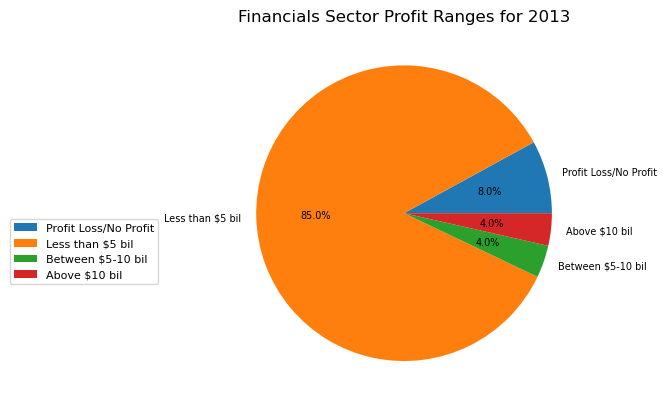 Financials Sector Profit Ranges for 2013
Profit Loss/No Profit
8.0%
Less than $5 bil
85.0%
4.0%
Above $10 bil
4.0%
Between $5-10 bil
Profit Loss/No Profit
Less than $5 bil
Between $5-10 bil
Above $10 bil